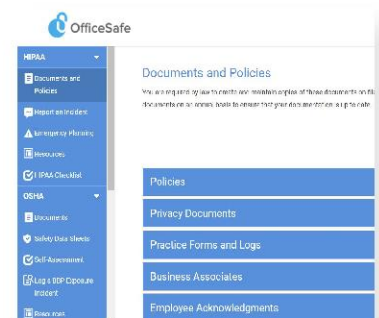 OfficeSafe
HIPAA
Documents and
Policies
Report an Incident
Emergency Planning
Resources
HIPAA Checklist
OSHA
Documents
Safety Data Sheets
Self-Assessment
Log a BBP Exposure
Incident
Resources
Documents and Policies
You are required by law to create and maintain copies of these documents on
documents on an annual basis to ensure that your documentation is up to date
Policies
Privacy Documents
Practice Forms and Logs
Business Associates
Employee Acknowledgments